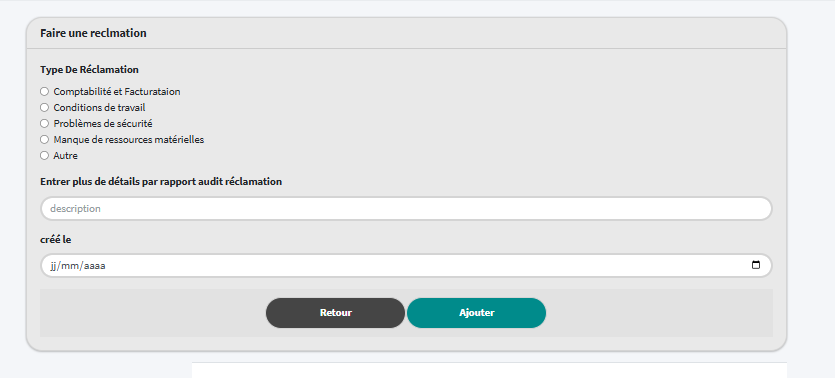 Faire une reclmation
Type De Réclamation
Comptabilité et Facturataion
Conditions de travail
Problèmes de sécurité
Manque de ressources matérielles
Autre
Entrer plus de détails par rapport audit réclamation
description
créé le
jj/mm/aaaa
Retour
Ajouter